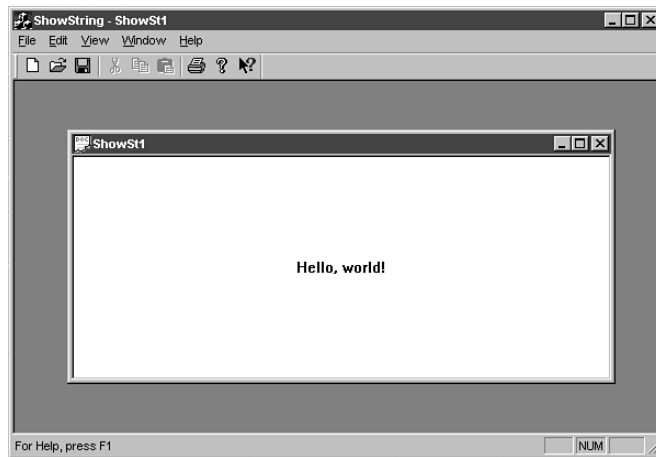 ShowString - ShowSt1
File Edit View Window Help
ShowSt1
Hello, world!
For Help, press F1
NUM